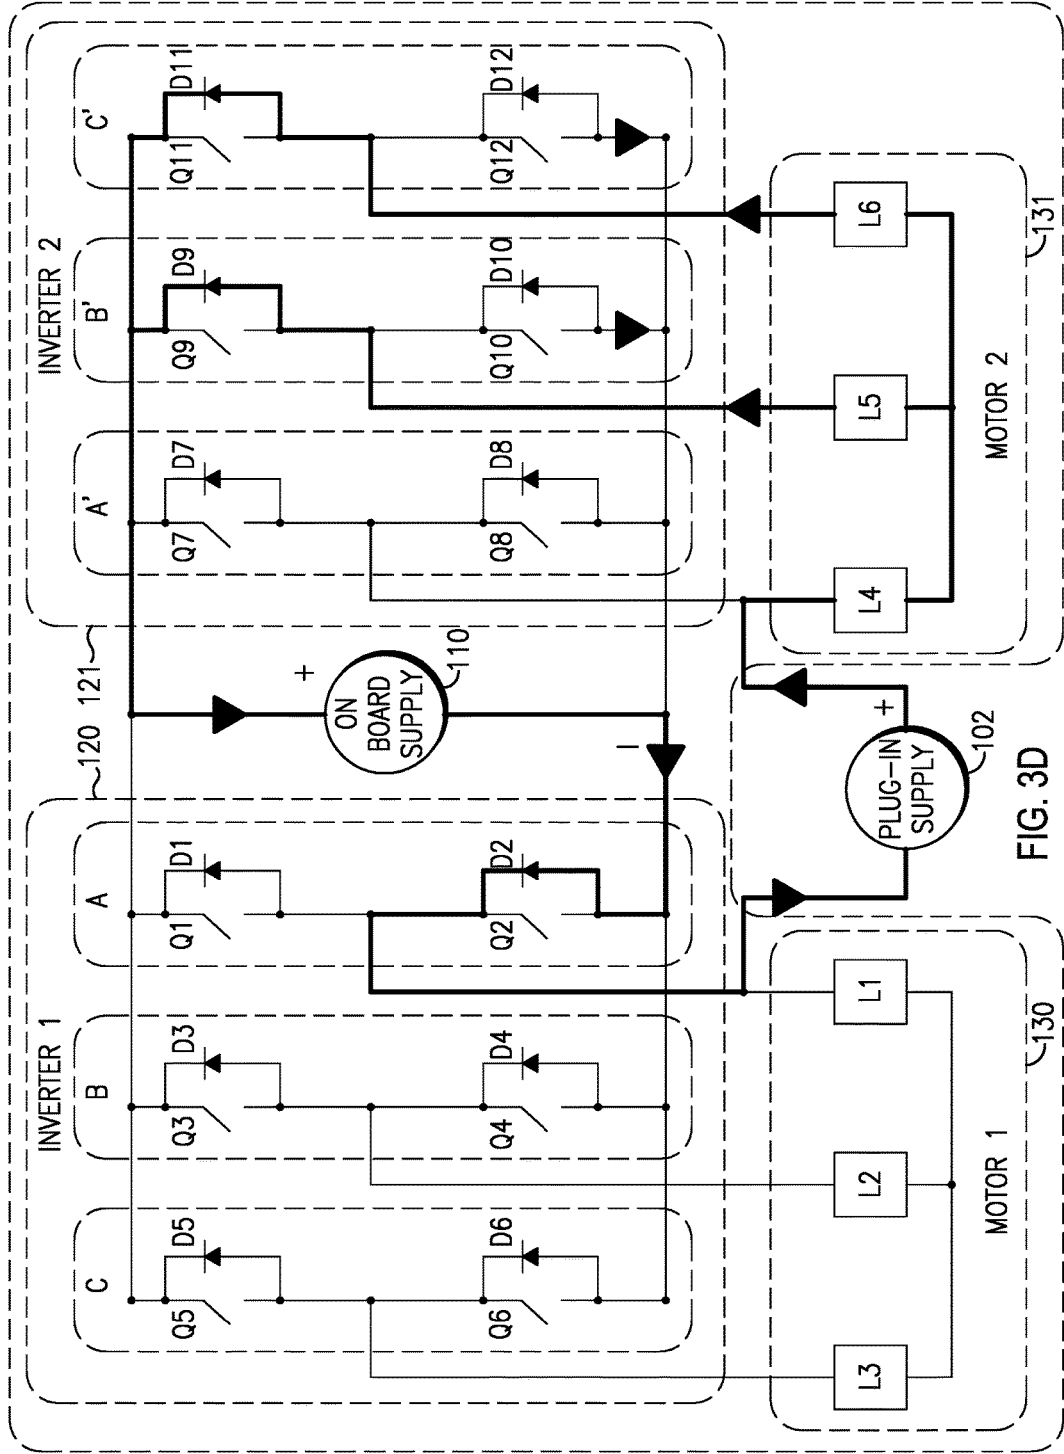 INVERTER 1
120
121
INVERTER 2
C
B
A
A'
B'
C'
Q5 D5
Q3 D3
Q1 D1
+
Q7 D7
Q9 D9
Q11 D11
ON
BOARD
SUPPLY
110
Q6 D6
Q4 D4
Q2 D2
–
Q8 D8
Q10 D10
Q12 D12
L3
L2
L1
L4
L5
L6
PLUG-IN
SUPPLY
+
102
MOTOR 1
130
MOTOR 2
131
FIG. 3D